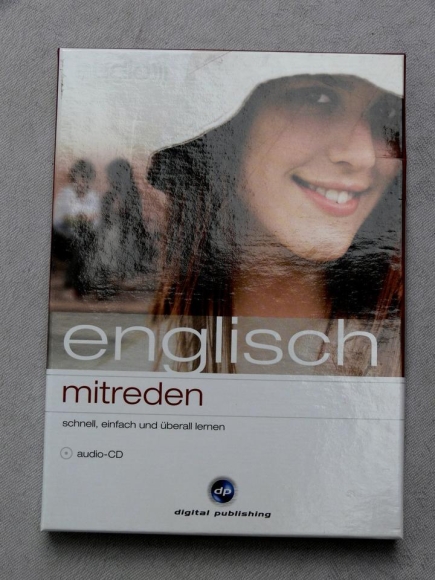 englisch
mitreden
schnell, einfach und überall lernen
audio-CD
dp
digital publishing